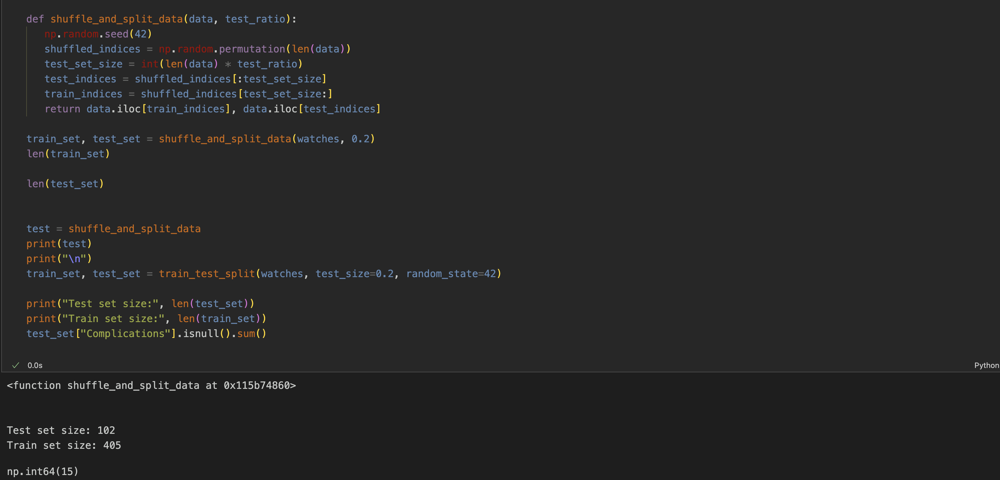 def shuffle_and_split_data(data, test_ratio):
np.random.seed(42)
shuffled_indices = np.random.permutation(len(data))
test_set_size = int(len(data) * test_ratio)
test_indices = shuffled_indices[:test_set_size]
train_indices = shuffled_indices[test_set_size:]
return data.iloc[train_indices], data.iloc[test_indices]
train_set, test_set = shuffle_and_split_data(watches, 0.2)
len(train_set)
len(test_set)
test = shuffle_and_split_data
print(test)
print("\n")
train_set, test_set = train_test_split(watches, test_size=0.2, random_state=42)
print("Test set size:", len(test_set))
print("Train set size:", len(train_set))
test_set["Complications"].isnull().sum()
0.0s
Python
<function shuffle_and_split_data at 0x115b74860>
Test set size: 102
Train set size: 405
np.int64(15)